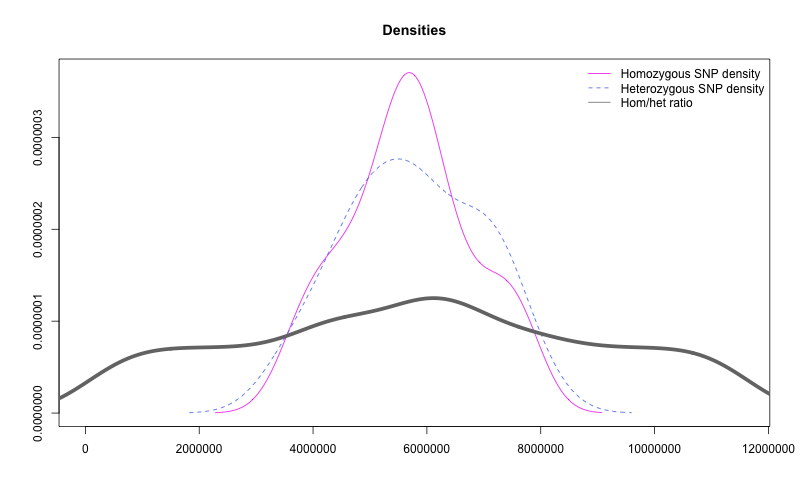 Densities
Homozygous SNP density
Heterozygous SNP density
Hom/het ratio
0.0000003
0.0000002
0.0000001
0.0000000
0 2000000 4000000 6000000 8000000 10000000 12000000